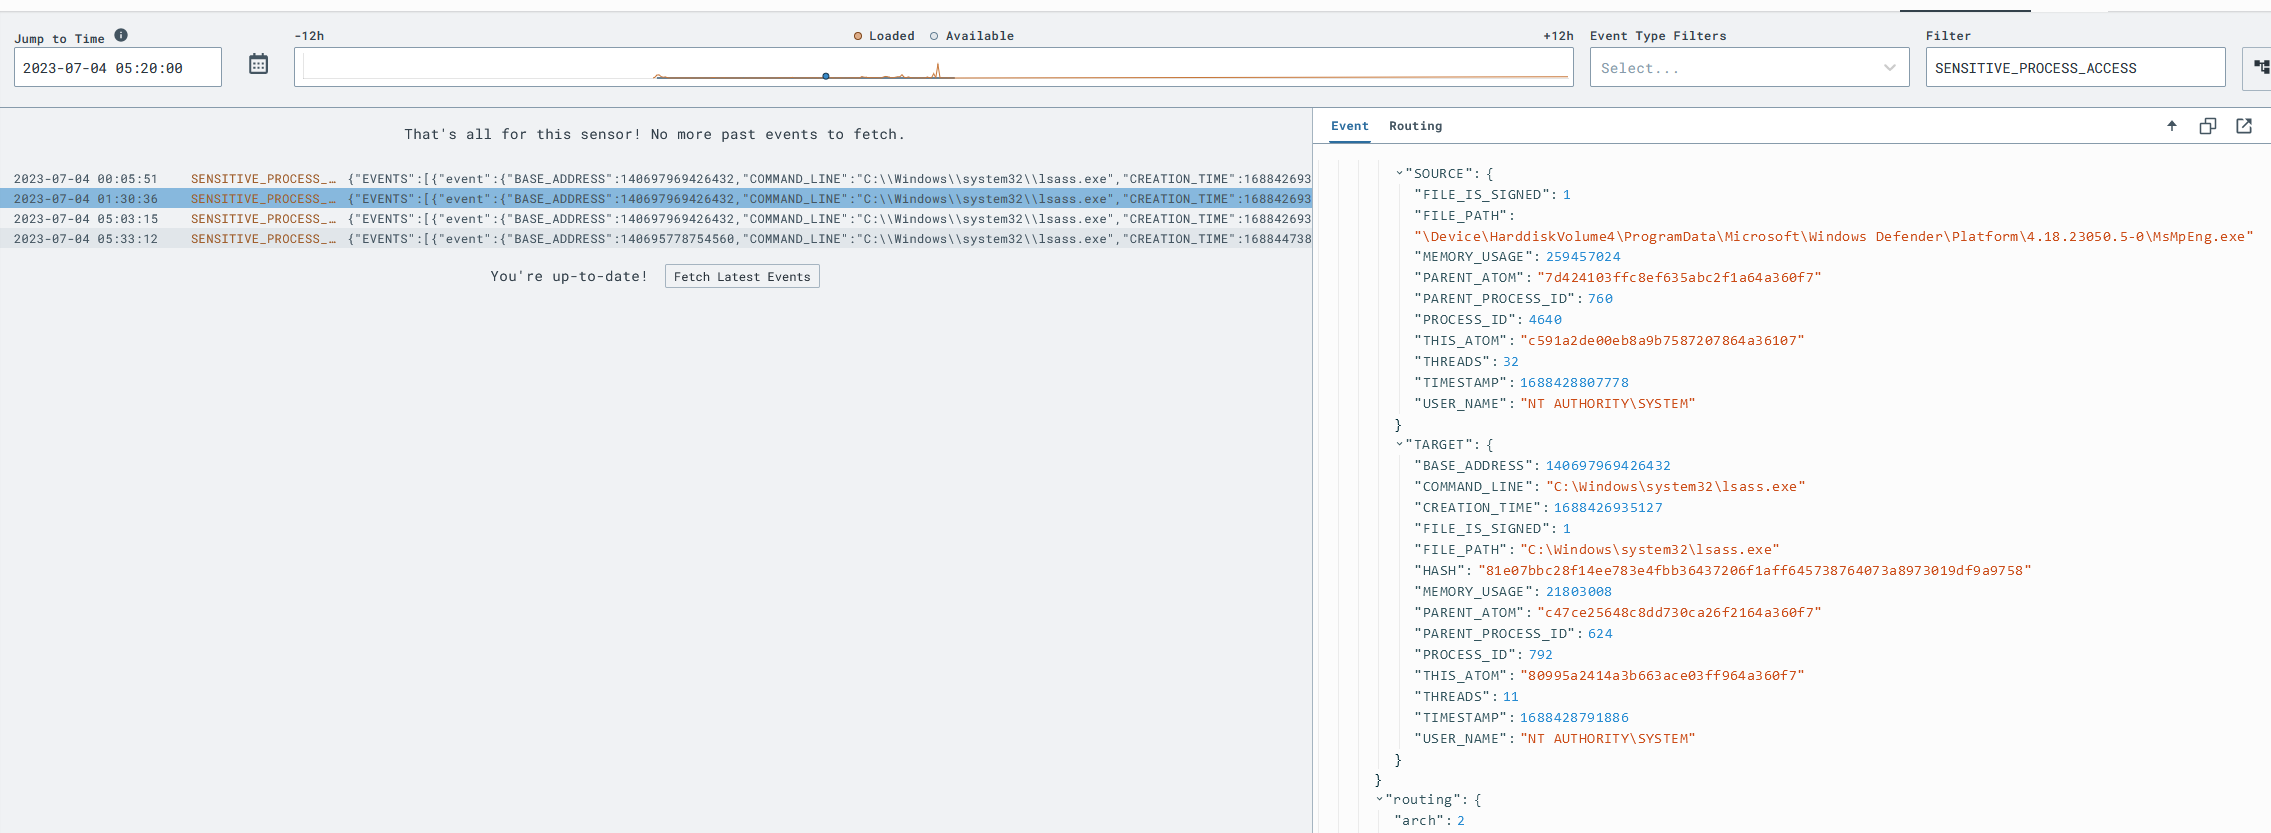 Jump to Time
-12h
Loaded
Available
+12h
Event Type Filters
Filter
2023-07-04 05:20:00
Select...
SENSITIVE_PROCESS_ACCESS
That's all for this sensor! No more past events to fetch.
2023-07-04 00:05:51 SENSITIVE_PROCESS_… {"EVENTS":[{"event":{"BASE_ADDRESS":140697969426432,"COMMAND_LINE":"C:\\Windows\\system32\\lsass.exe","CREATION_TIME":168842693
2023-07-04 01:30:36 SENSITIVE_PROCESS_… {"EVENTS":[{"event":{"BASE_ADDRESS":140697969426432,"COMMAND_LINE":"C:\\Windows\\system32\\lsass.exe","CREATION_TIME":168842693
2023-07-04 05:03:15 SENSITIVE_PROCESS_… {"EVENTS":[{"event":{"BASE_ADDRESS":140697969426432,"COMMAND_LINE":"C:\\Windows\\system32\\lsass.exe","CREATION_TIME":168842693
2023-07-04 05:33:12 SENSITIVE_PROCESS_… {"EVENTS":[{"event":{"BASE_ADDRESS":140695778754560,"COMMAND_LINE":"C:\\Windows\\system32\\lsass.exe","CREATION_TIME":168844738
You're up-to-date! Fetch Latest Events
Event Routing
"SOURCE": {
"FILE_IS_SIGNED": 1
"FILE_PATH":
"\Device\HarddiskVolume4\ProgramData\Microsoft\Windows Defender\Platform\4.18.23050.5-0\MsMpEng.exe"
"MEMORY_USAGE": 259457024
"PARENT_ATOM": "7d424103ffc8ef635abc2f1a64a360f7"
"PARENT_PROCESS_ID": 760
"PROCESS_ID": 4640
"THIS_ATOM": "c591a2de00eb8a9b7587207864a36107"
"THREADS": 32
"TIMESTAMP": 1688428807778
"USER_NAME": "NT AUTHORITY\SYSTEM"
}
"TARGET": {
"BASE_ADDRESS": 140697969426432
"COMMAND_LINE": "C:\Windows\system32\lsass.exe"
"CREATION_TIME": 1688426935127
"FILE_IS_SIGNED": 1
"FILE_PATH": "C:\Windows\system32\lsass.exe"
"HASH": "81e07bbc28f14ee783e4fbb36437206f1aff645738764073a8973019df9a9758"
"MEMORY_USAGE": 21803008
"PARENT_ATOM": "c47ce25648c8dd730ca26f2164a360f7"
"PARENT_PROCESS_ID": 624
"PROCESS_ID": 792
"THIS_ATOM": "80995a2414a3b663ace03ff964a360f7"
"THREADS": 11
"TIMESTAMP": 1688428791886
"USER_NAME": "NT AUTHORITY\SYSTEM"
}
}
"routing": {
"arch": 2